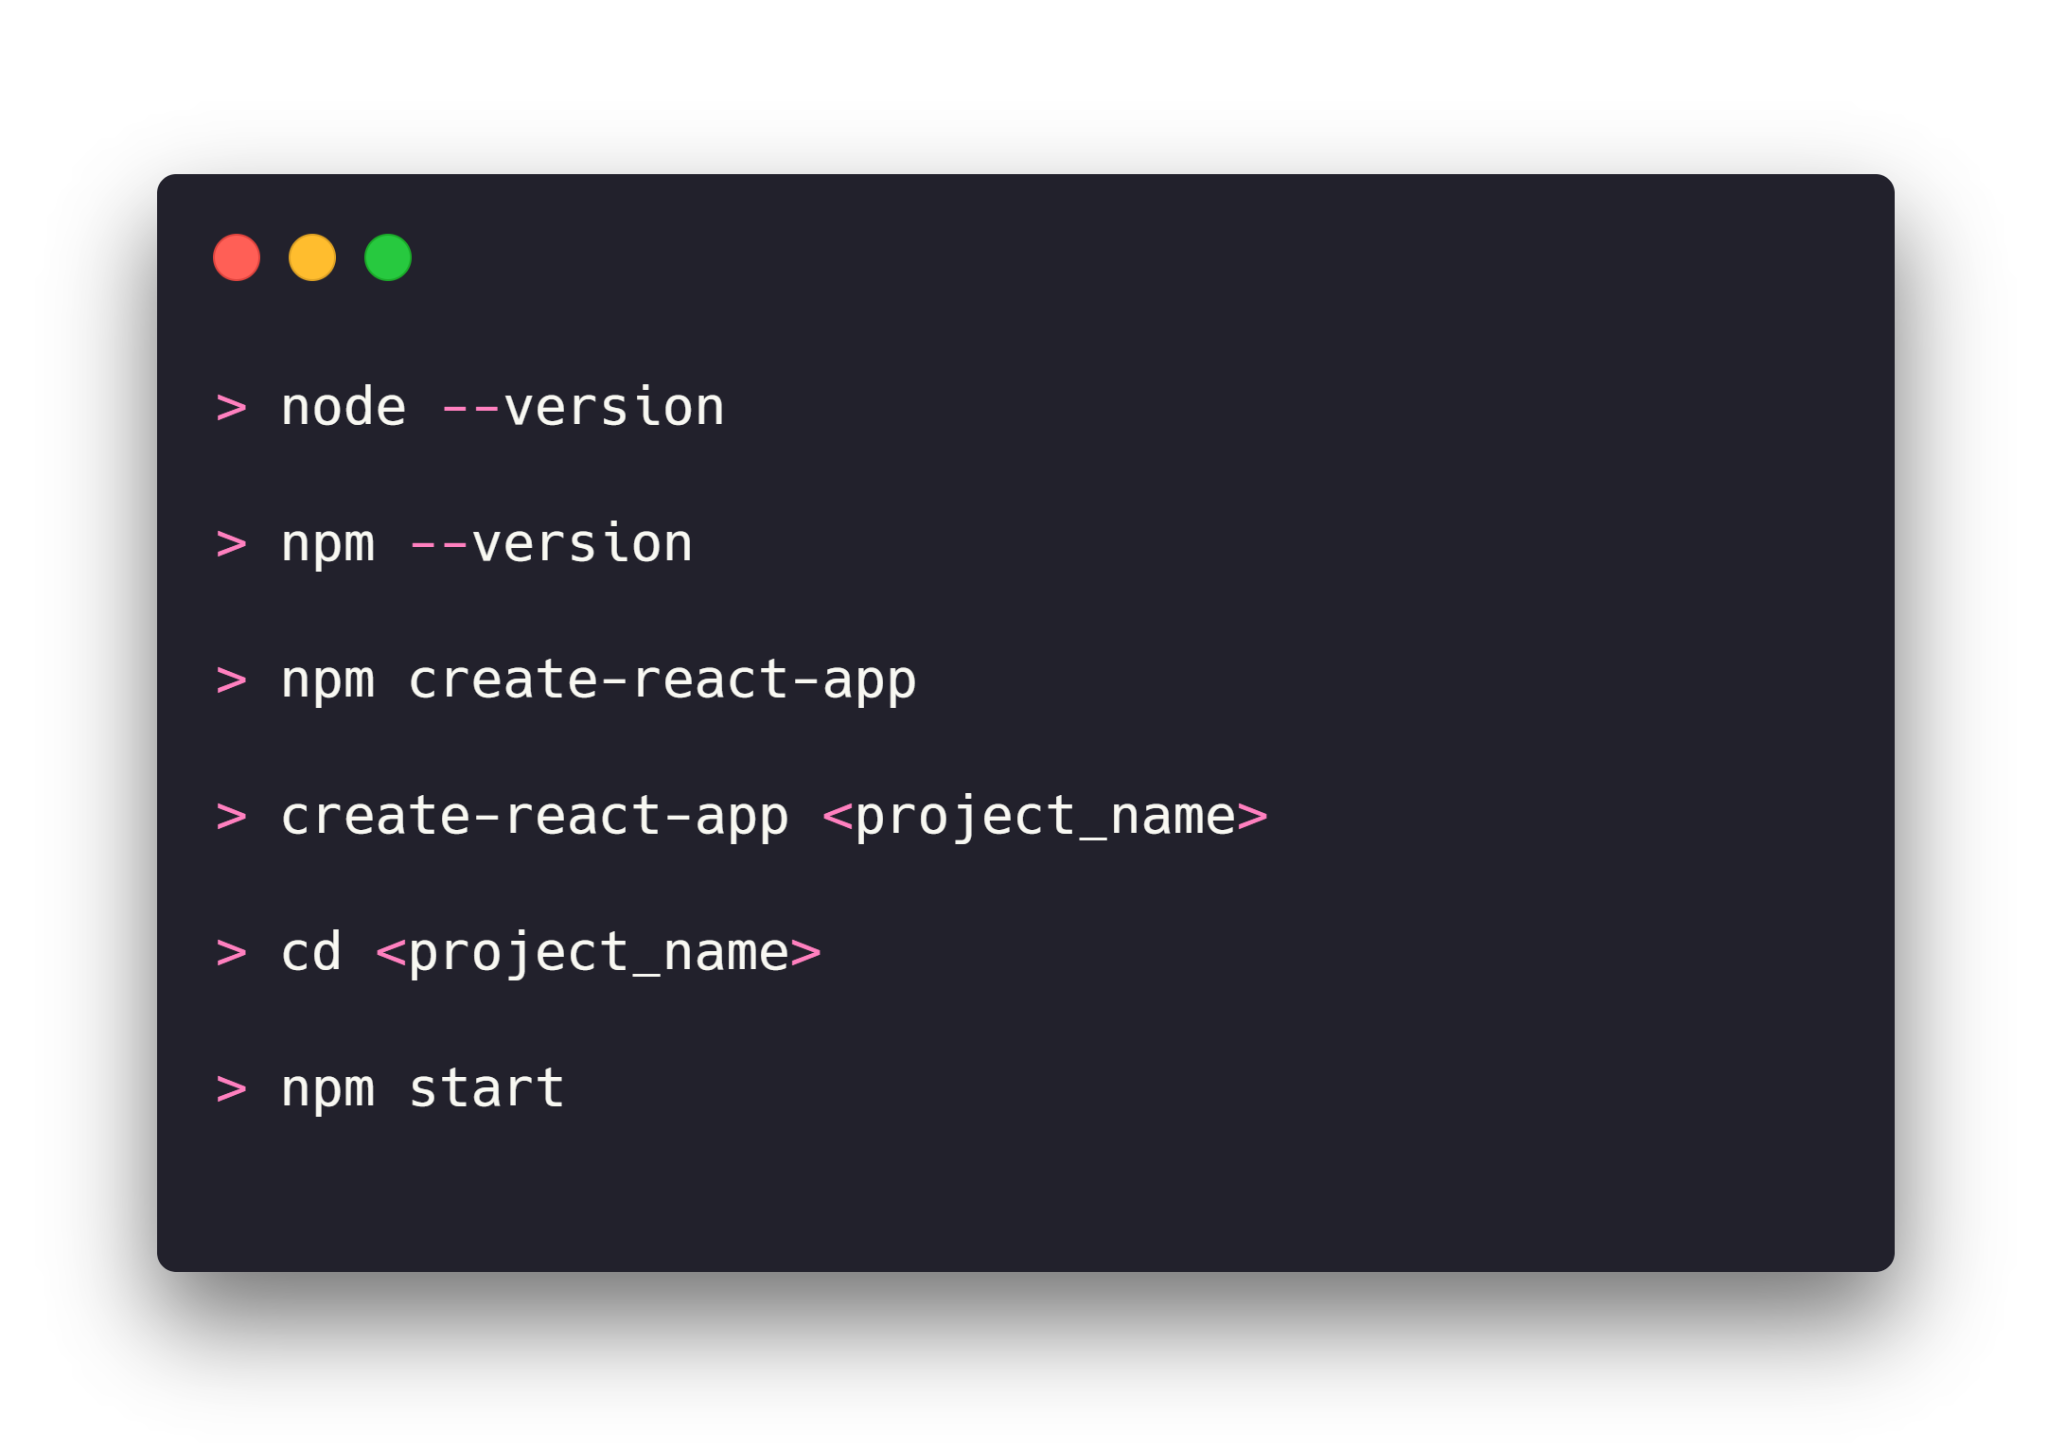 > node --version
> npm --version
> npm create-react-app
> create-react-app <project_name>
> cd <project_name>
> npm start